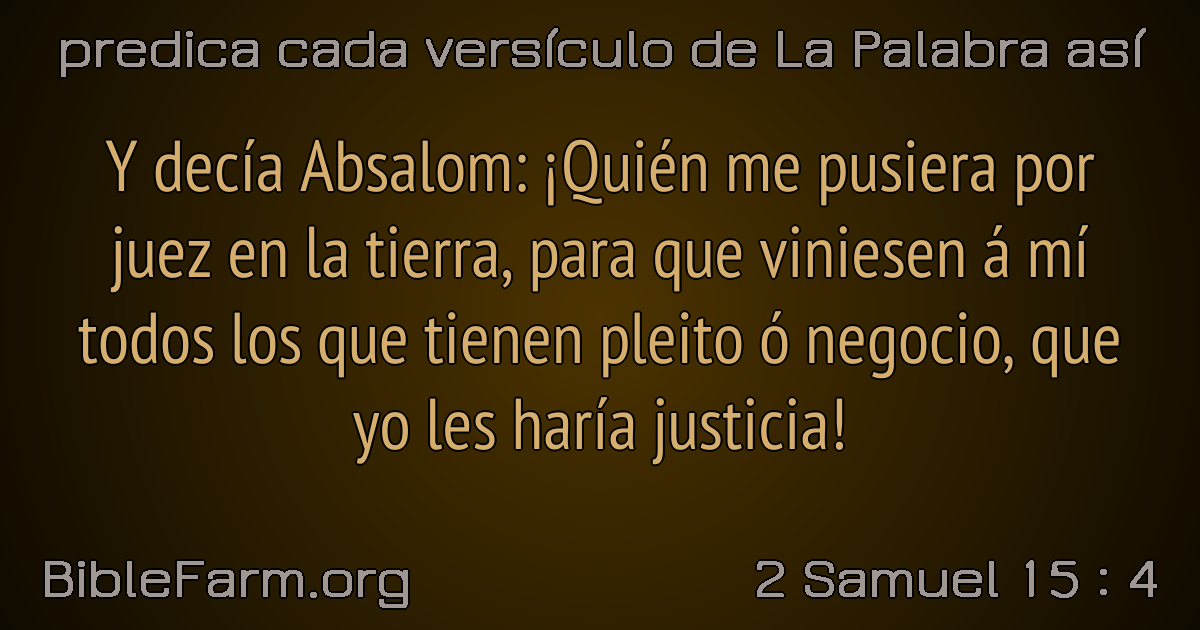 predica cada versículo de La Palabra así
Y decía Absalom: ¡Quién me pusiera por
juez en la tierra, para que viniesen á mí
todos los que tienen pleito ó negocio, que
yo les haría justicia!
BibleFarm.org
2 Samuel 15 : 4